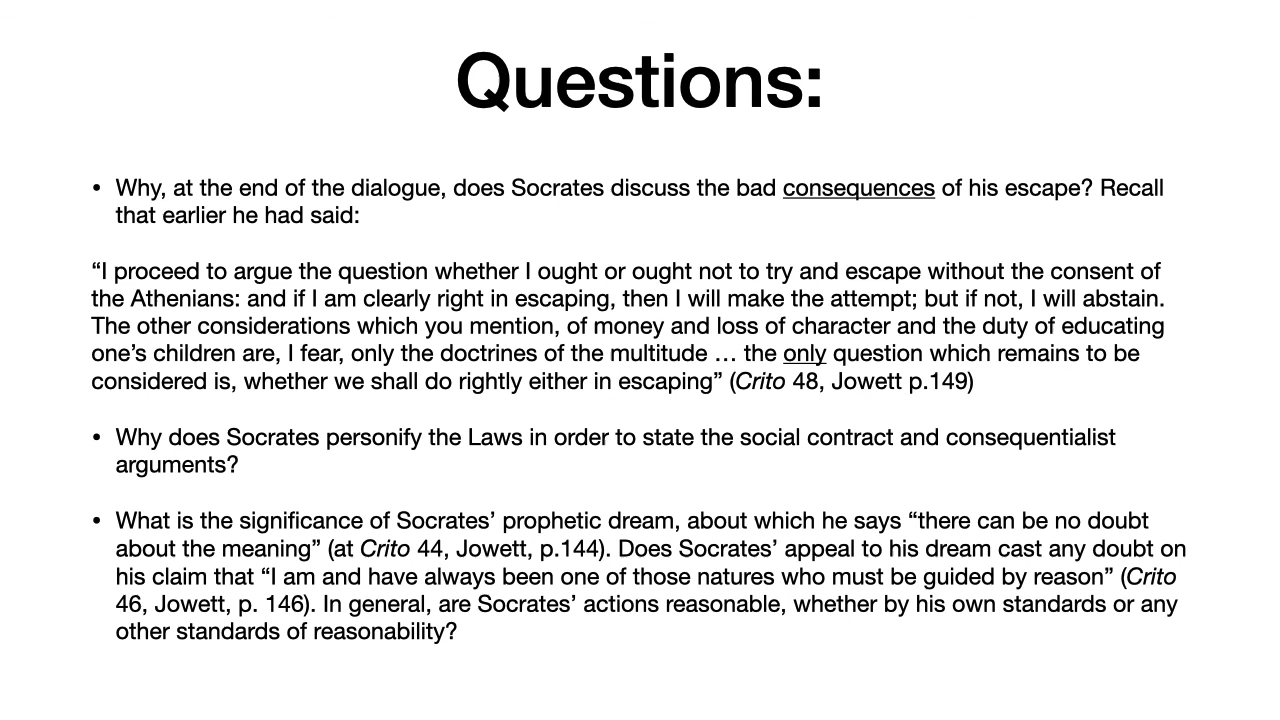 Questions:
• Why, at the end of the dialogue, does Socrates discuss the bad consequences of his escape? Recall
that earlier he had said:
“I proceed to argue the question whether I ought or ought not to try and escape without the consent of
the Athenians: and if I am clearly right in escaping, then I will make the attempt; but if not, I will abstain.
The other considerations which you mention, of money and loss of character and the duty of educating
one’s children are, I fear, only the doctrines of the multitude … the only question which remains to be
considered is, whether we shall do rightly either in escaping” (Crito 48, Jowett p.149)
• Why does Socrates personify the Laws in order to state the social contract and consequentialist
arguments?
• What is the significance of Socrates’ prophetic dream, about which he says “there can be no doubt
about the meaning” (at Crito 44, Jowett, p.144). Does Socrates’ appeal to his dream cast any doubt on
his claim that “I am and have always been one of those natures who must be guided by reason” (Crito
46, Jowett, p. 146). In general, are Socrates’ actions reasonable, whether by his own standards or any
other standards of reasonability?